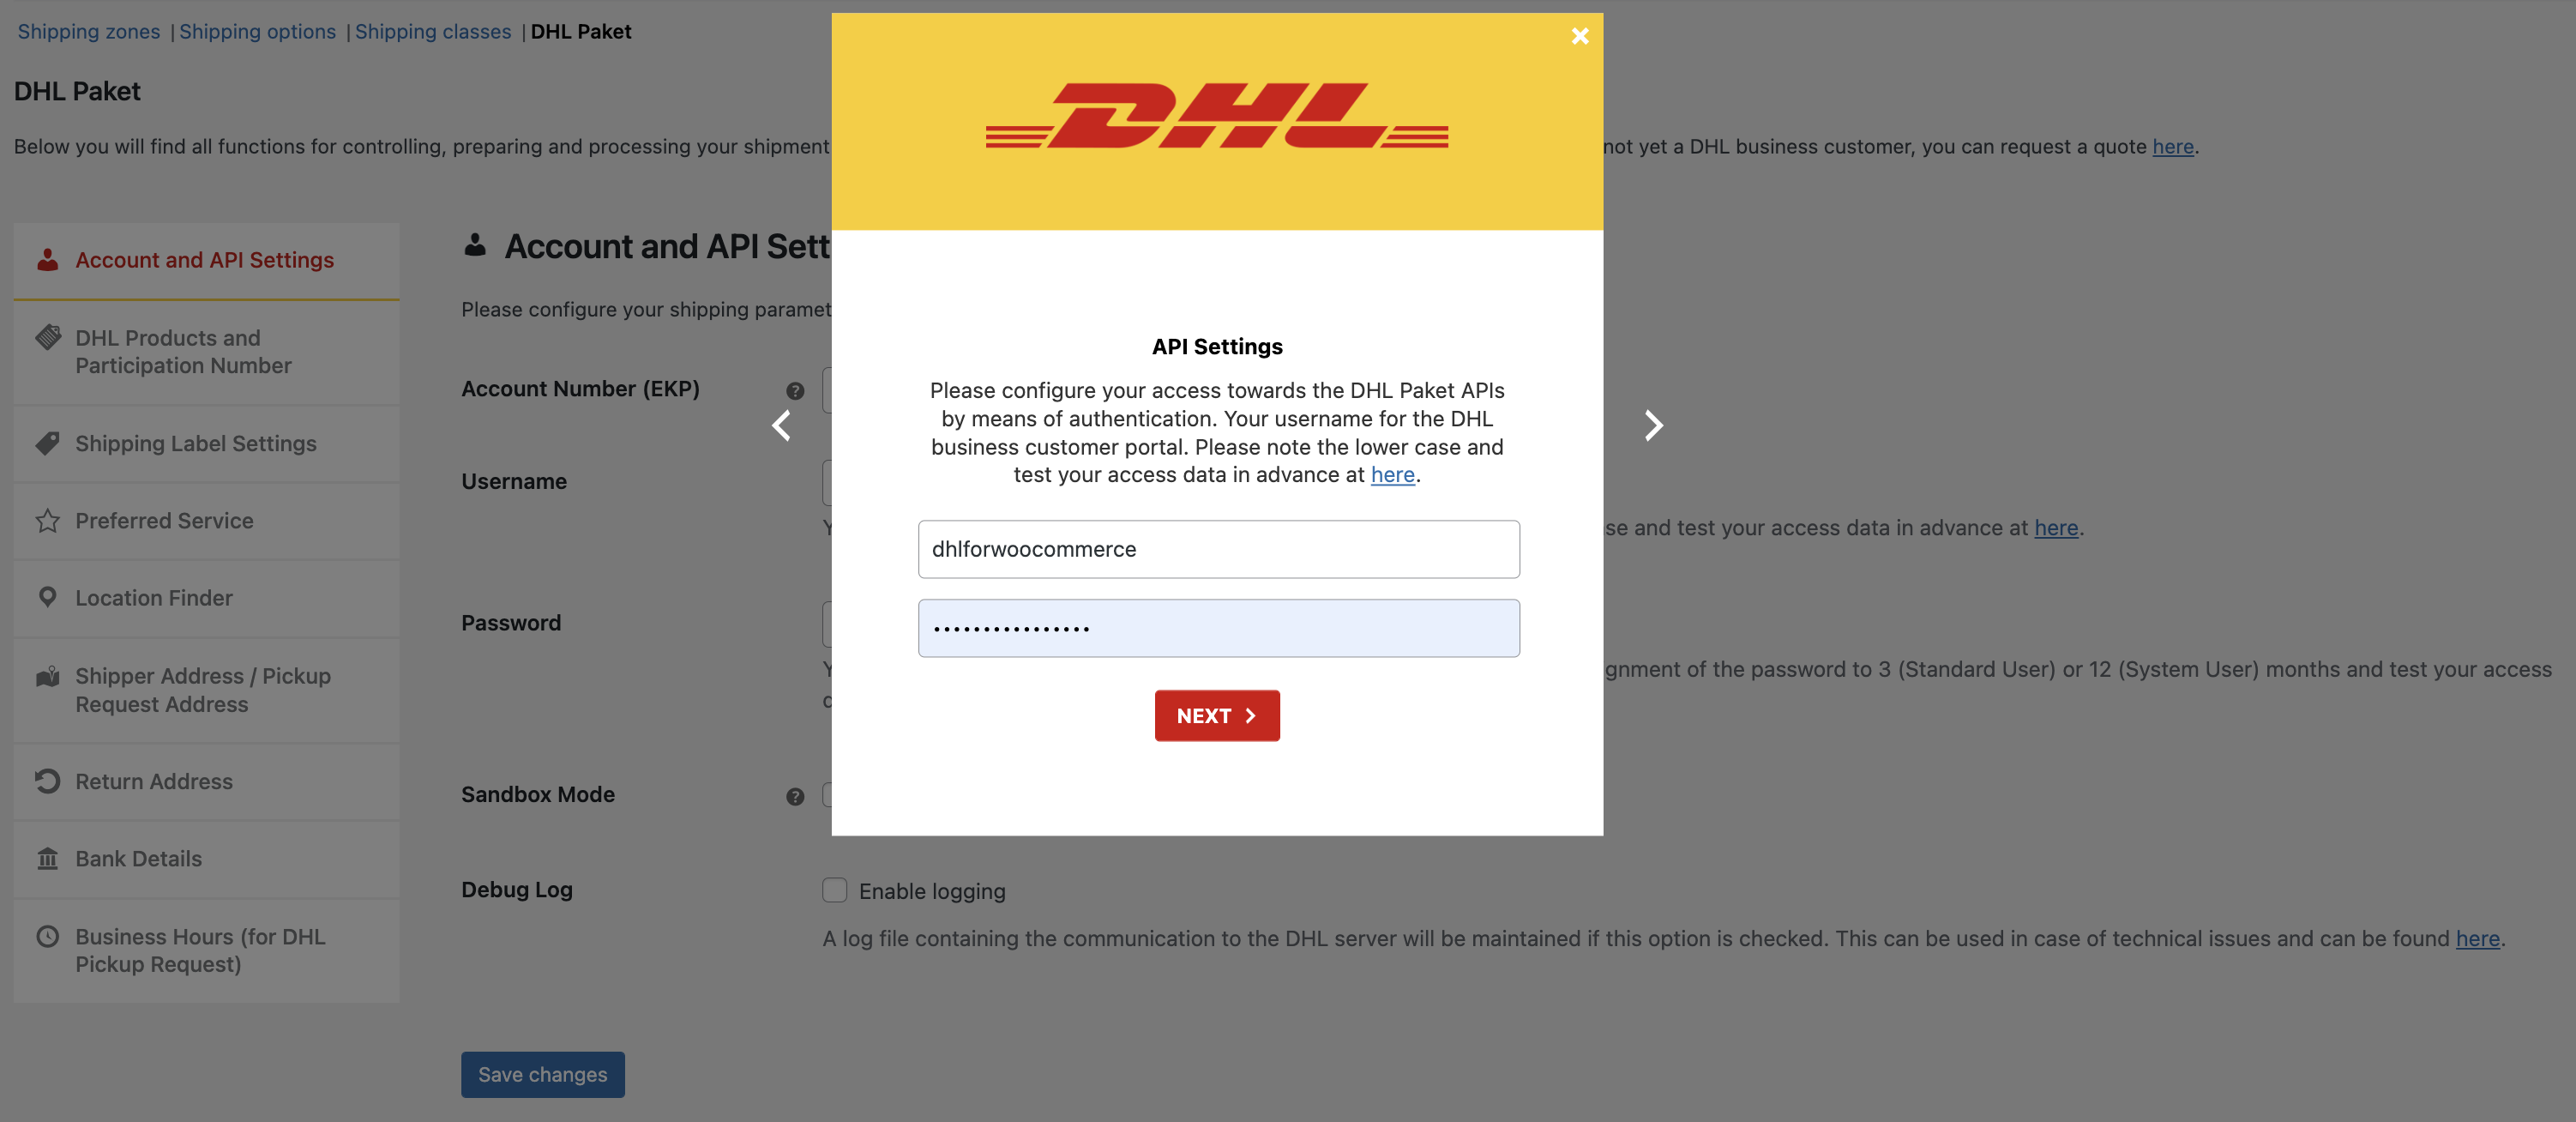 Shipping zones | Shipping options | Shipping classes | DHL Paket
DHL Paket
Below you will find all functions for controlling, preparing and processing your shipment
not yet a DHL business customer, you can request a quote here.
Account and API Settings
DHL Products and
Participation Number
Shipping Label Settings
Preferred Service
Location Finder
Shipper Address / Pickup
Request Address
Return Address
Bank Details
Business Hours (for DHL
Pickup Request)
Account and API Sett
Please configure your shipping paramet
Account Number (EKP)
Username
se and test your access data in advance at here.
Password
gnment of the password to 3 (Standard User) or 12 (System User) months and test your access
Sandbox Mode
Debug Log
Enable logging
A log file containing the communication to the DHL server will be maintained if this option is checked. This can be used in case of technical issues and can be found here.
Save changes
DHL
API Settings
Please configure your access towards the DHL Paket APIs
by means of authentication. Your username for the DHL
business customer portal. Please note the lower case and
test your access data in advance at here.
dhlforwoocommerce
••••••••••••••••
NEXT